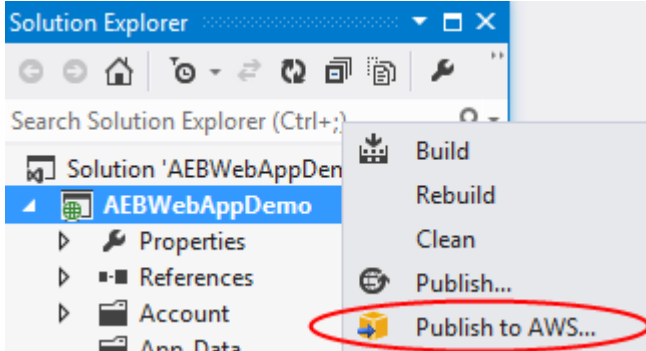 Solution Explorer
Search Solution Explorer (Ctrl+;)
Solution 'AEBWebAppDem
AEBWebAppDemo
Properties
References
Account
App_Data
Build
Rebuild
Clean
Publish...
Publish to AWS...